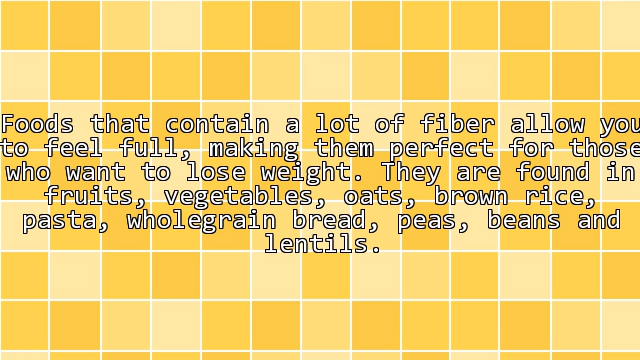 Foods that contain a lot of fiber allow you
to feel full, making them perfect for those
who want to lose weight. They are found in
fruits, vegetables, oats, brown rice,
pasta, wholegrain bread, peas, beans and
lentils.